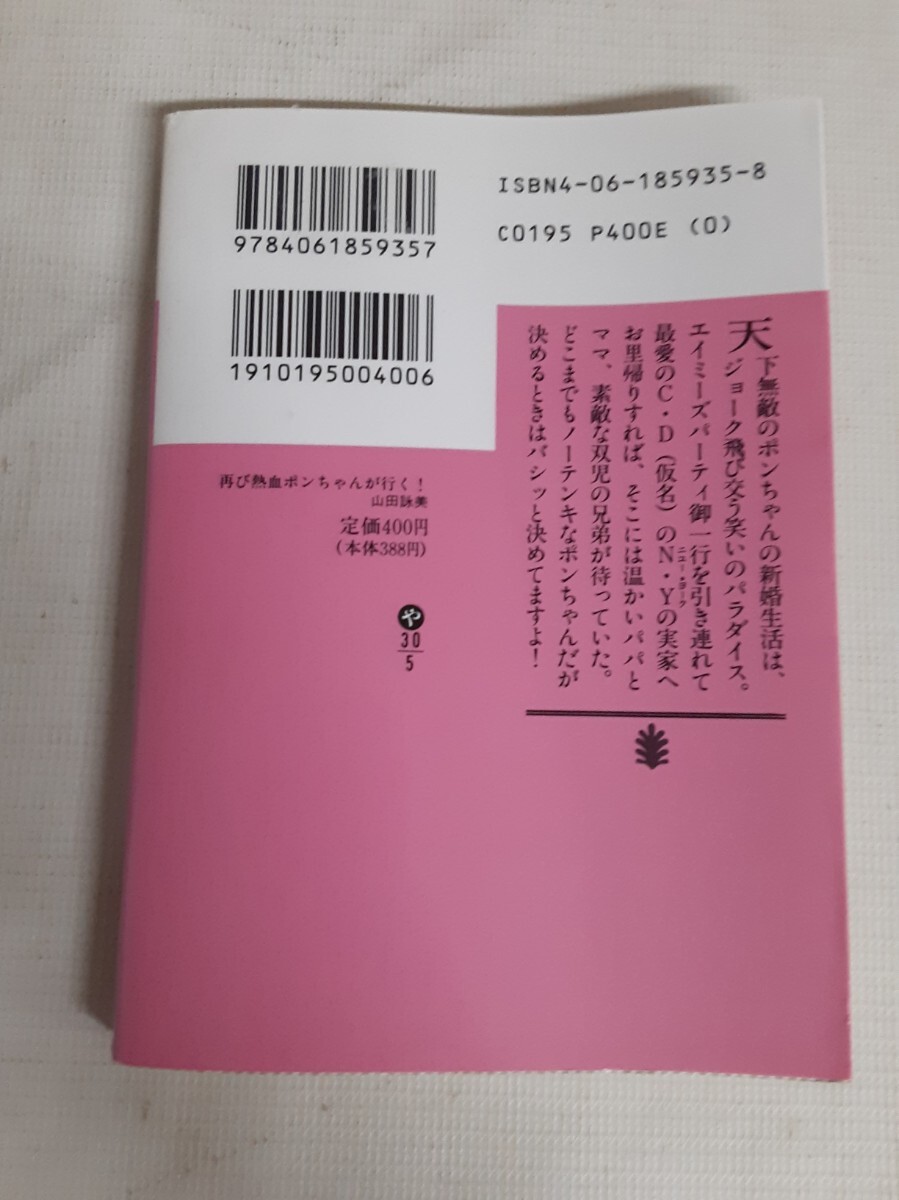 9784061859357
1910195004006
ISBN4-06-185935-8
C0195 P400E (0)
天下無敵のポンちゃんの新婚生活は、
ジョーク飛び交う笑いのパラダイス。
エイミーズパーティ御一行を引き連れて
最愛のC・D(仮名)のN・Yの実家へ
ニュー・ヨーク
お里帰りすれば、そこには温かいパパと
ママ、素敵な双児の兄弟が待っていた。
どこまでもノーテンキなポンちゃんだが
決めるときはバシッと決めてますよ!
再び熱血ポンちゃんが行く!
山田詠美
定価400円
(本体388円)
や
30
5